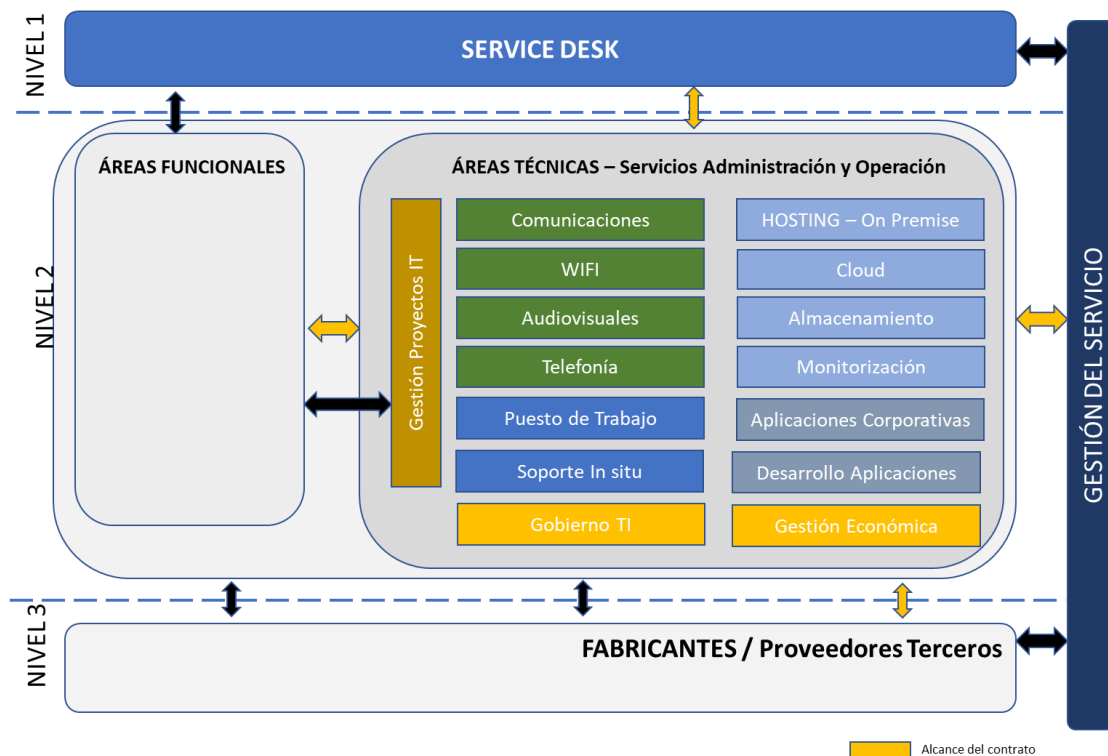 NIVEL 1
SERVICE DESK
NIVEL 2
ÁREAS FUNCIONALES
ÁREAS TÉCNICAS – Servicios Administración y Operación
Gestión Proyectos IT
Comunicaciones
HOSTING – On Premise
WIFI
Cloud
Audiovisuales
Almacenamiento
Telefonía
Monitorización
Puesto de Trabajo
Aplicaciones Corporativas
Soporte In situ
Desarrollo Aplicaciones
Gobierno TI
Gestión Económica
GESTIÓN DEL SERVICIO
NIVEL 3
FABRICANTES / Proveedores Terceros
Alcance del contrato